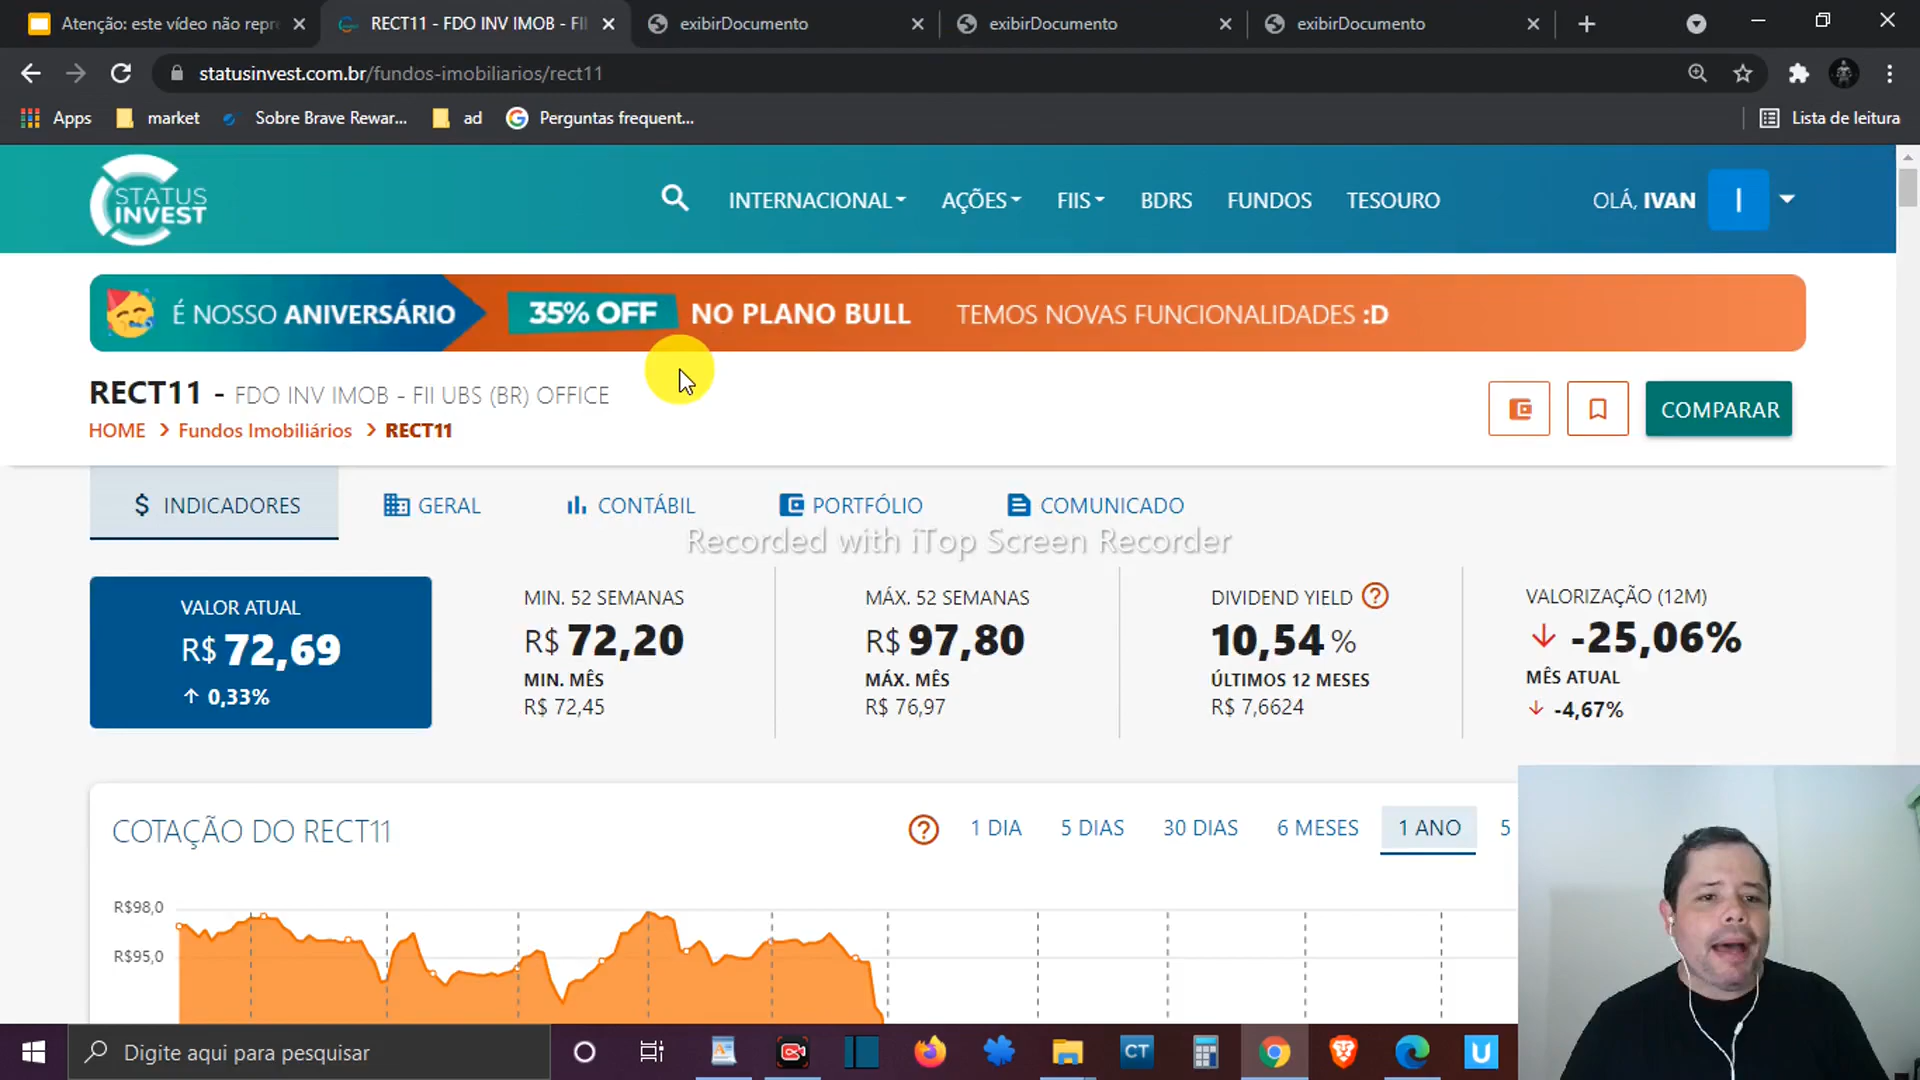 Atenção: este vídeo não repr
RECT11 - FDO INV IMOB - FI
exibirDocumento
exibirDocumento
exibirDocumento
statusinvest.com.br/fundos-imobiliarios/rect11
Apps
market
Sobre Brave Rewar...
ad
Perguntas frequent...
Lista de leitura
STATUS
INVEST
INTERNACIONAL
AÇÕES
FIIS
BDRS
FUNDOS
TESOURO
OLÁ, IVAN
I
É NOSSO ANIVERSÁRIO
35% OFF
NO PLANO BULL
TEMOS NOVAS FUNCIONALIDADES :D
RECT11 - FDO INV IMOB - FII UBS (BR) OFFICE
HOME > Fundos Imobiliários > RECT11
COMPARAR
INDICADORES
GERAL
CONTÁBIL
PORTFÓLIO
COMUNICADO
Recorded with iTop Screen Recorder
VALOR ATUAL
R$ 72,69
↑ 0,33%
MIN. 52 SEMANAS
R$ 72,20
MIN. MÊS
R$ 72,45
MÁX. 52 SEMANAS
R$ 97,80
MÁX. MÊS
R$ 76,97
DIVIDEND YIELD ?
10,54 %
ÚLTIMOS 12 MESES
R$ 7,6624
VALORIZAÇÃO (12M)
↓ -25,06%
MÊS ATUAL
↓ -4,67%
COTAÇÃO DO RECT11
?
1 DIA
5 DIAS
30 DIAS
6 MESES
1 ANO
5
R$98,0
R$95,0
Digite aqui para pesquisar
CT
U